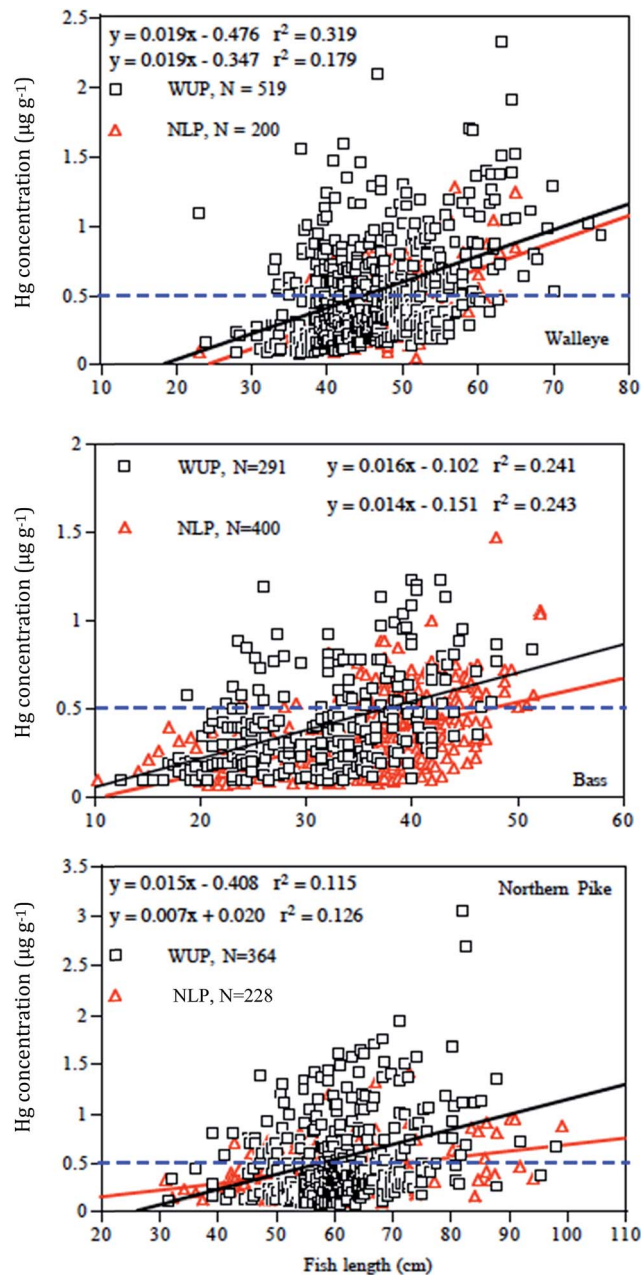 y = 0.019x - 0.476 r² = 0.319
y = 0.019x - 0.347 r² = 0.179
WUP, N = 519
NLP, N = 200
Hg concentration (µg g⁻¹)
2.5
2
1.5
1
0.5
0
Walleye
10 20 30 40 50 60 70 80
WUP, N=291 y = 0.016x - 0.102 r² = 0.241
y = 0.014x - 0.151 r² = 0.243
NLP, N=400
Hg concentration (µg g⁻¹)
2
1.5
1
0.5
0
Bass
10 20 30 40 50 60
y = 0.015x - 0.408 r² = 0.115 Northern Pike
y = 0.007x + 0.020 r² = 0.126
WUP, N=364
NLP, N=228
Hg concentration (µg g⁻¹)
3.5
3
2.5
2
1.5
1
0.5
0
20 30 40 50 60 70 80 90 100 110
Fish length (cm)